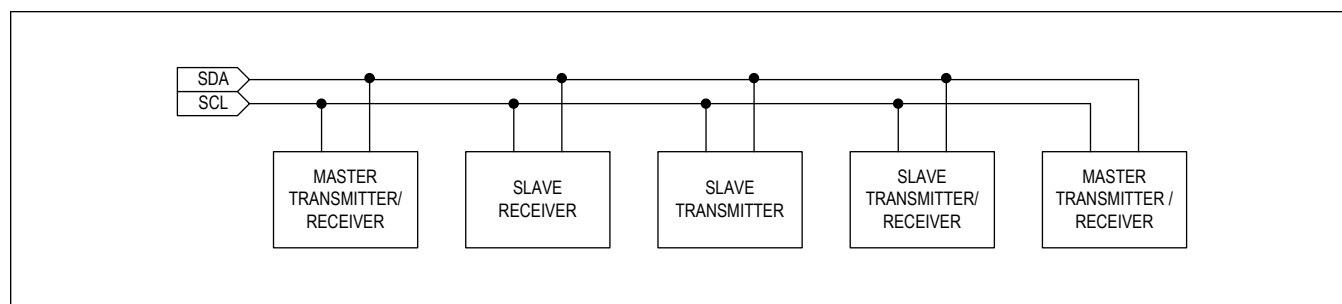 SDA
SCL
MASTER
TRANSMITTER/
RECEIVER
SLAVE
RECEIVER
SLAVE
TRANSMITTER
SLAVE
TRANSMITTER/
RECEIVER
MASTER
TRANSMITTER /
RECEIVER